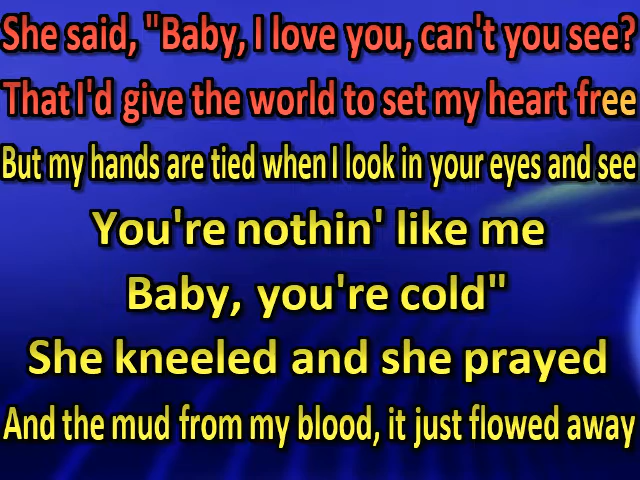 She said, "Baby, I love you, can't you see?
That I'd give the world to set my heart free
But my hands are tied when I look in your eyes and see
You're nothin' like me
Baby, you're cold"
She kneeled and she prayed
And the mud from my blood, it just flowed away